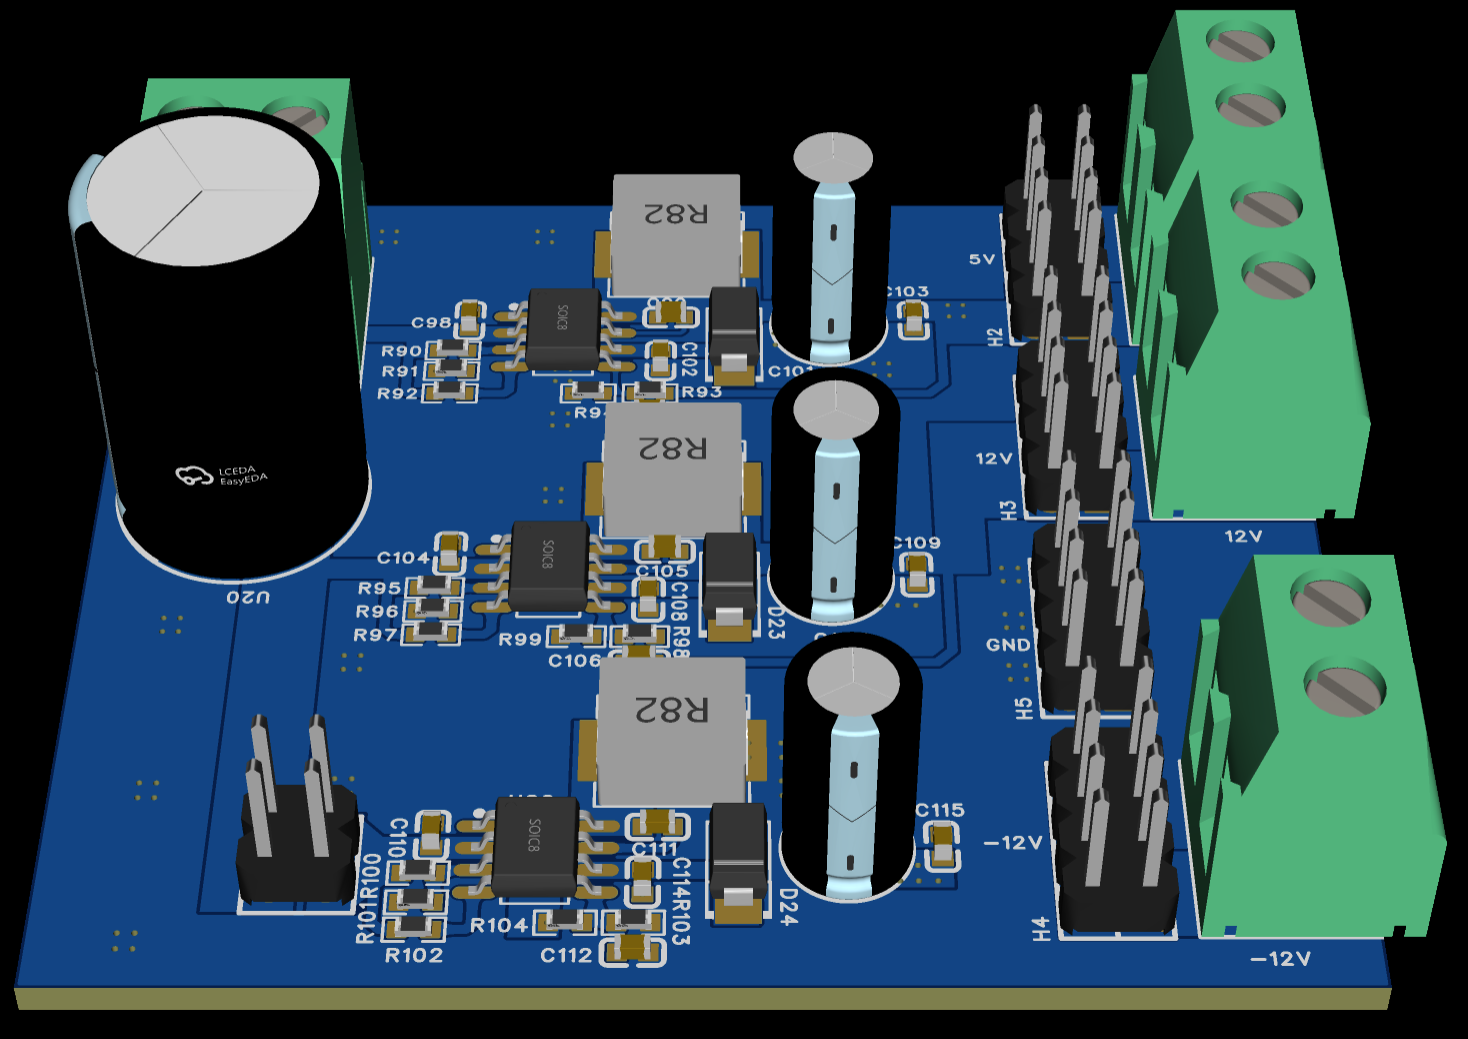 R82
5V
C103
C98
SOIC8
H2
R90
C102
R91
C101
R92
R93
R82
12V
LCEDA
EasyEDA
H3
12V
C109
C104
SOIC8
C105
R95
U20
C108
R96
D23
R97
R99
R98
GND
C106
H5
R82
C115
SOIC8
C110
-12V
C111
R100
C114
R101
R103
D24
R104
H4
R102
C112
-12V